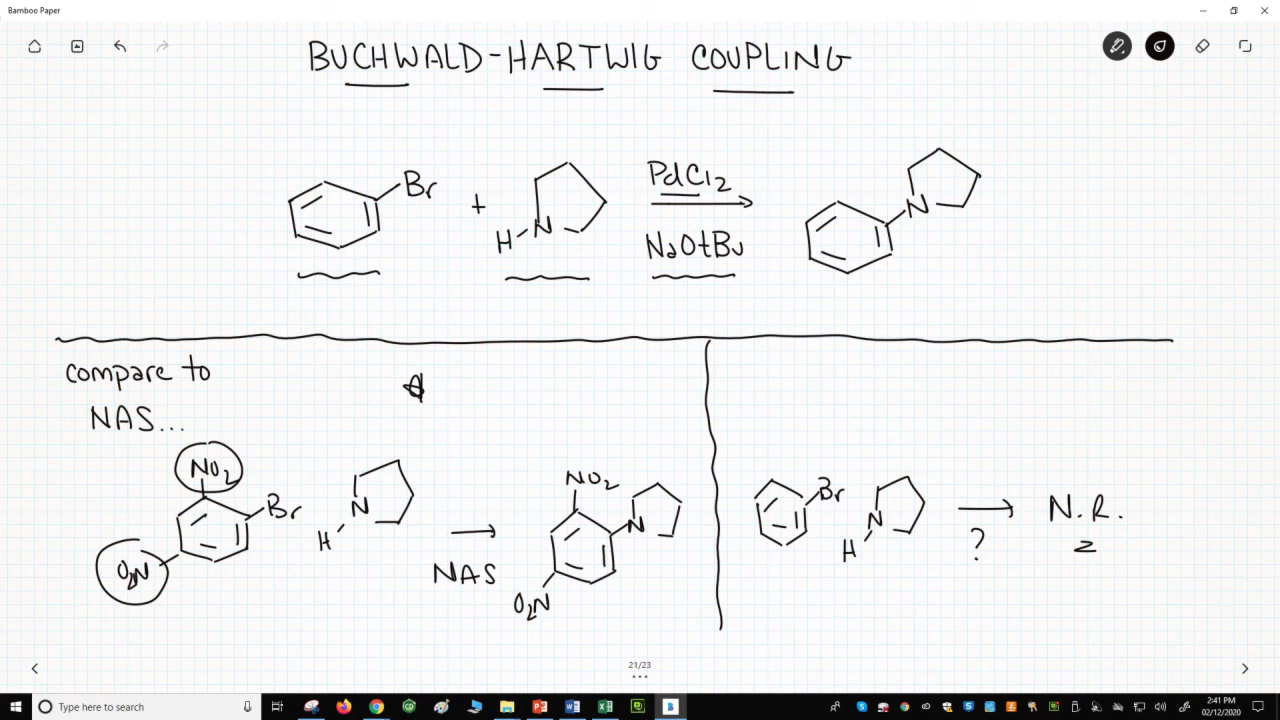 Bamboo Paper
BUCHWALD-HARTWIG COUPLING
Br
+
H N
PdCl2
NaOtBu
N
compare to
NAS...
NO2
Br
O2N
N
H
NAS
NO2
N
O2N
Br
N
H
?
N.R.
21/23
Type here to search
2:41 PM
02/12/2020